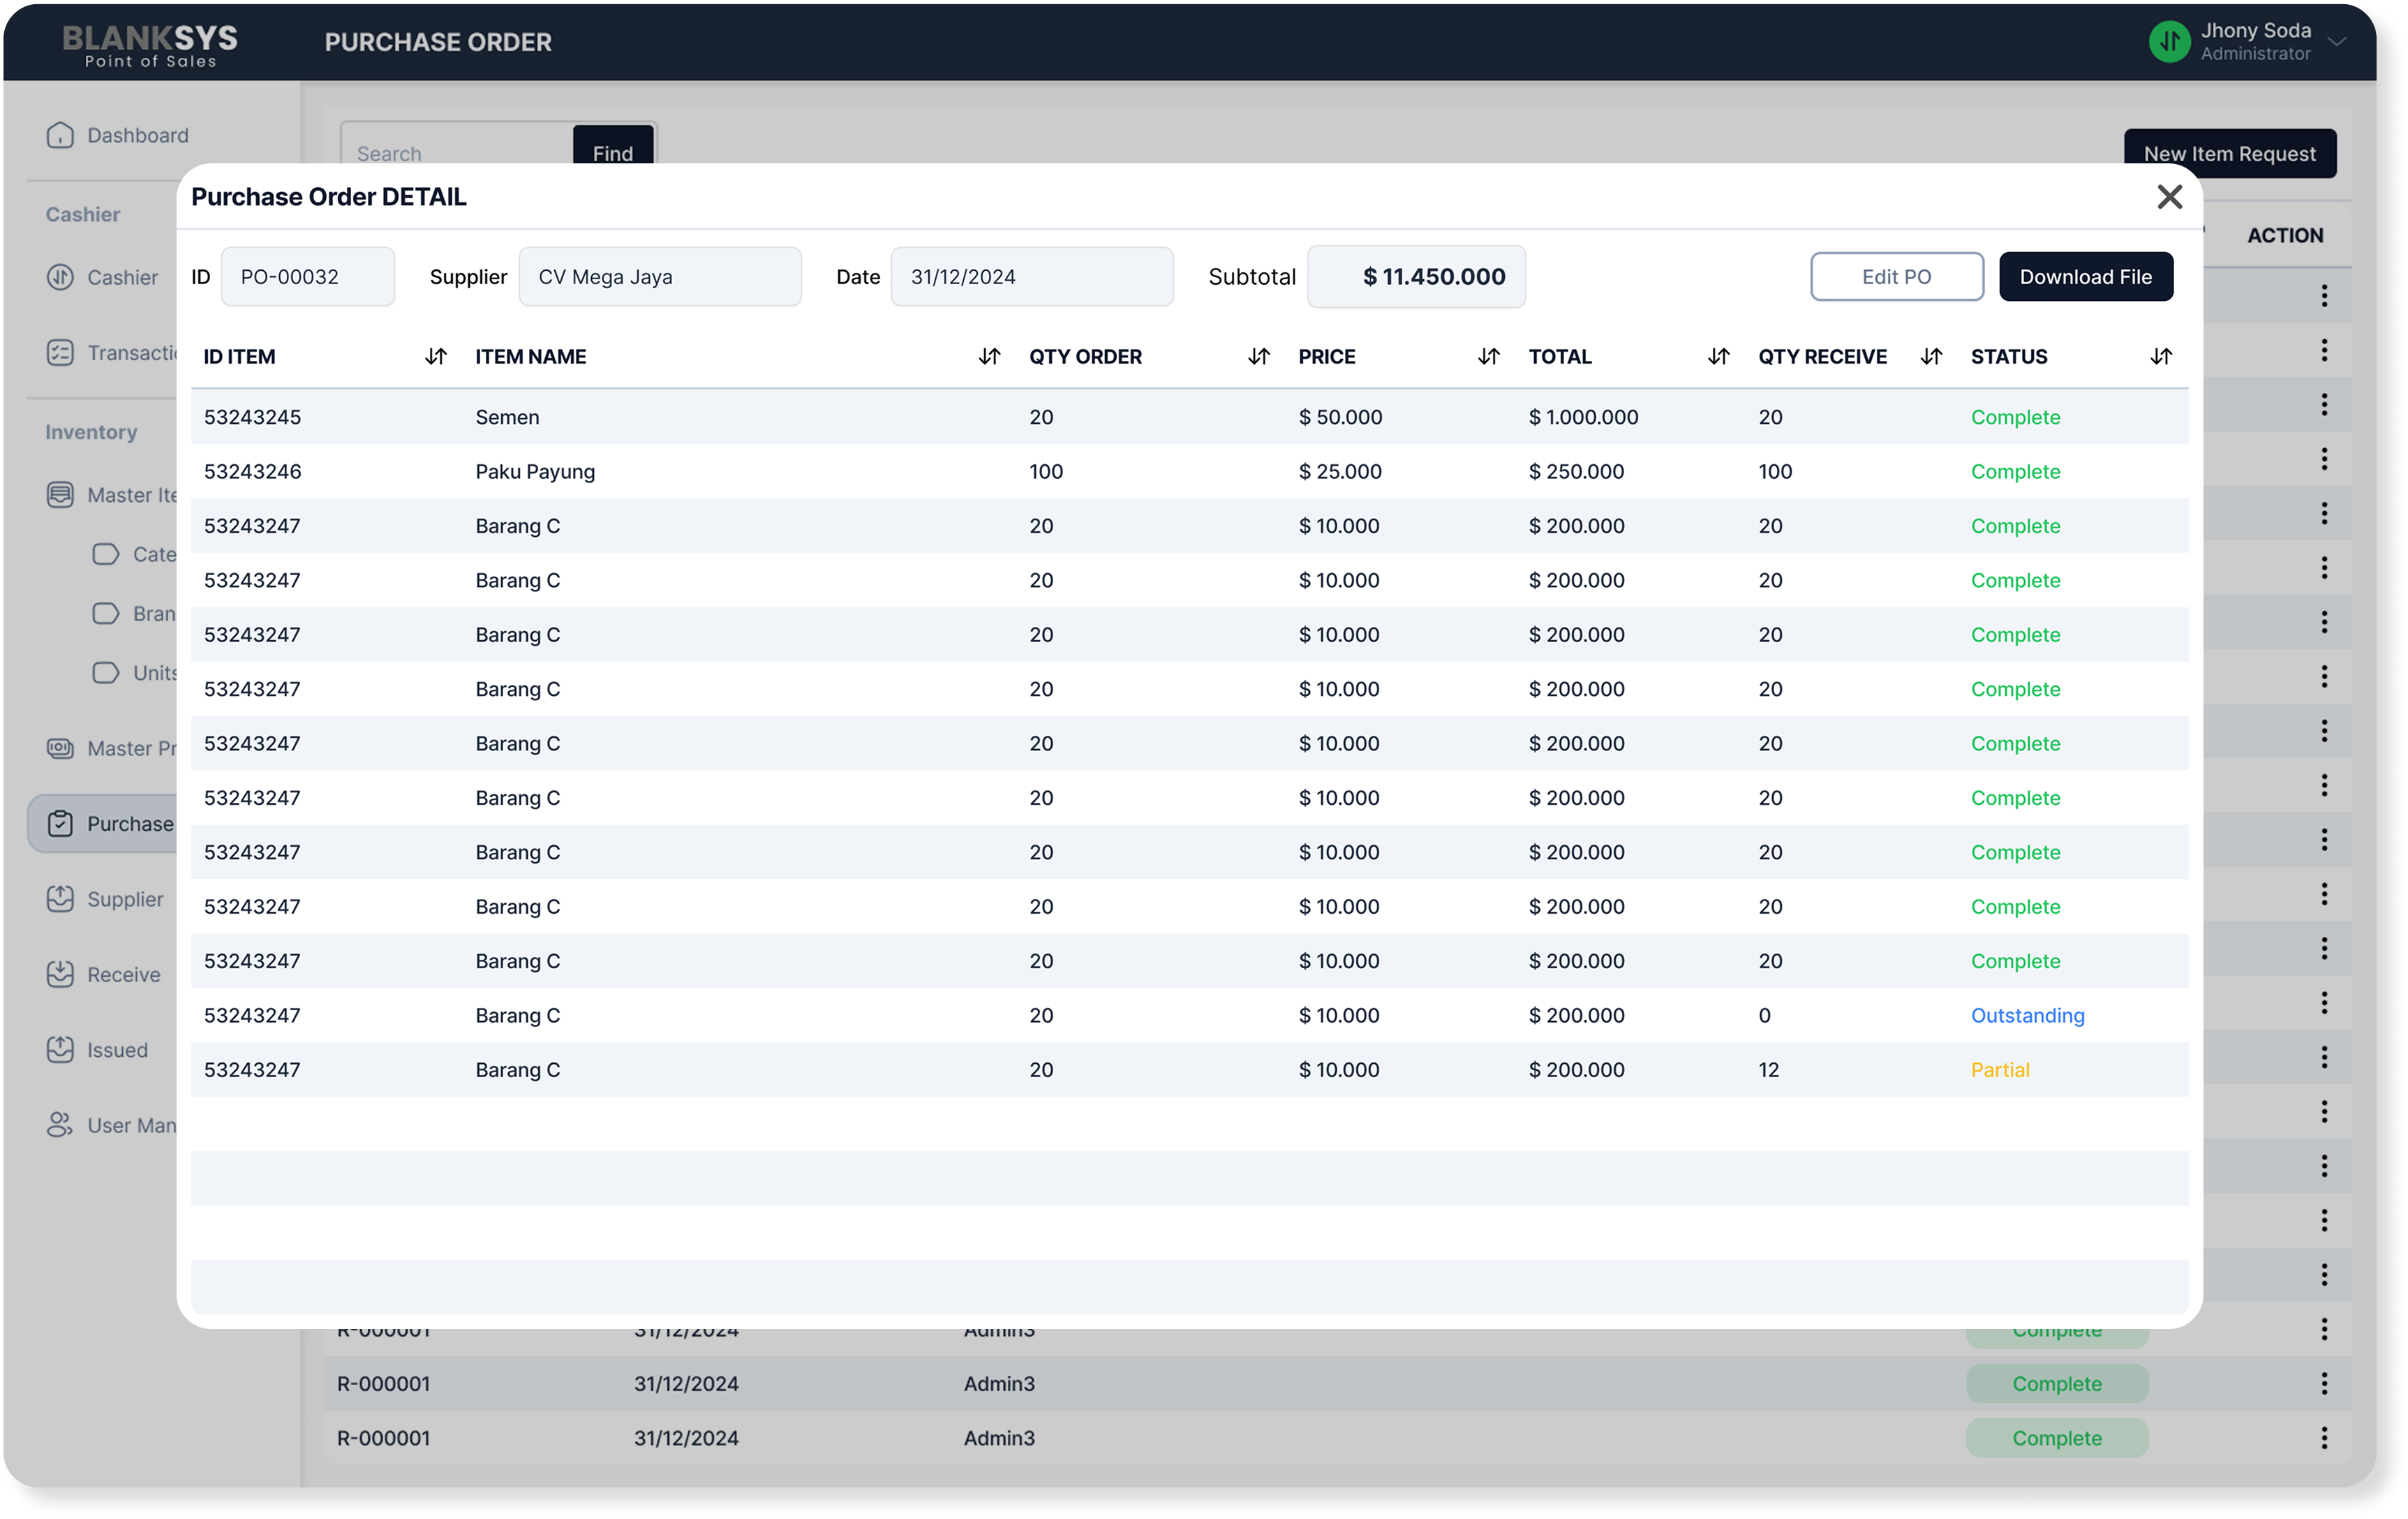 BLANKSYS
Point of Sales
PURCHASE ORDER
Jhony Soda
Administrator
Dashboard
Search
Find
New Item Request
Purchase Order DETAIL
Cashier
ACTION
ID PO-00032 Supplier CV Mega Jaya Date 31/12/2024 Subtotal $ 11.450.000 Edit PO Download File
Cashier
Transacti
ID ITEM ITEM NAME QTY ORDER PRICE TOTAL QTY RECEIVE STATUS
53243245 Semen 20 $ 50.000 $ 1.000.000 20 Complete
Inventory
53243246 Paku Payung 100 $ 25.000 $ 250.000 100 Complete
Master Ite
53243247 Barang C 20 $ 10.000 $ 200.000 20 Complete
Cate
53243247 Barang C 20 $ 10.000 $ 200.000 20 Complete
Bran
53243247 Barang C 20 $ 10.000 $ 200.000 20 Complete
Units
53243247 Barang C 20 $ 10.000 $ 200.000 20 Complete
Master Pr
53243247 Barang C 20 $ 10.000 $ 200.000 20 Complete
53243247 Barang C 20 $ 10.000 $ 200.000 20 Complete
Purchase
53243247 Barang C 20 $ 10.000 $ 200.000 20 Complete
Supplier
53243247 Barang C 20 $ 10.000 $ 200.000 20 Complete
53243247 Barang C 20 $ 10.000 $ 200.000 20 Complete
Receive
53243247 Barang C 20 $ 10.000 $ 200.000 0 Outstanding
Issued
53243247 Barang C 20 $ 10.000 $ 200.000 12 Partial
User Man
R-000001 31/12/2024 Admin3 Complete
R-000001 31/12/2024 Admin3 Complete
R-000001 31/12/2024 Admin3 Complete